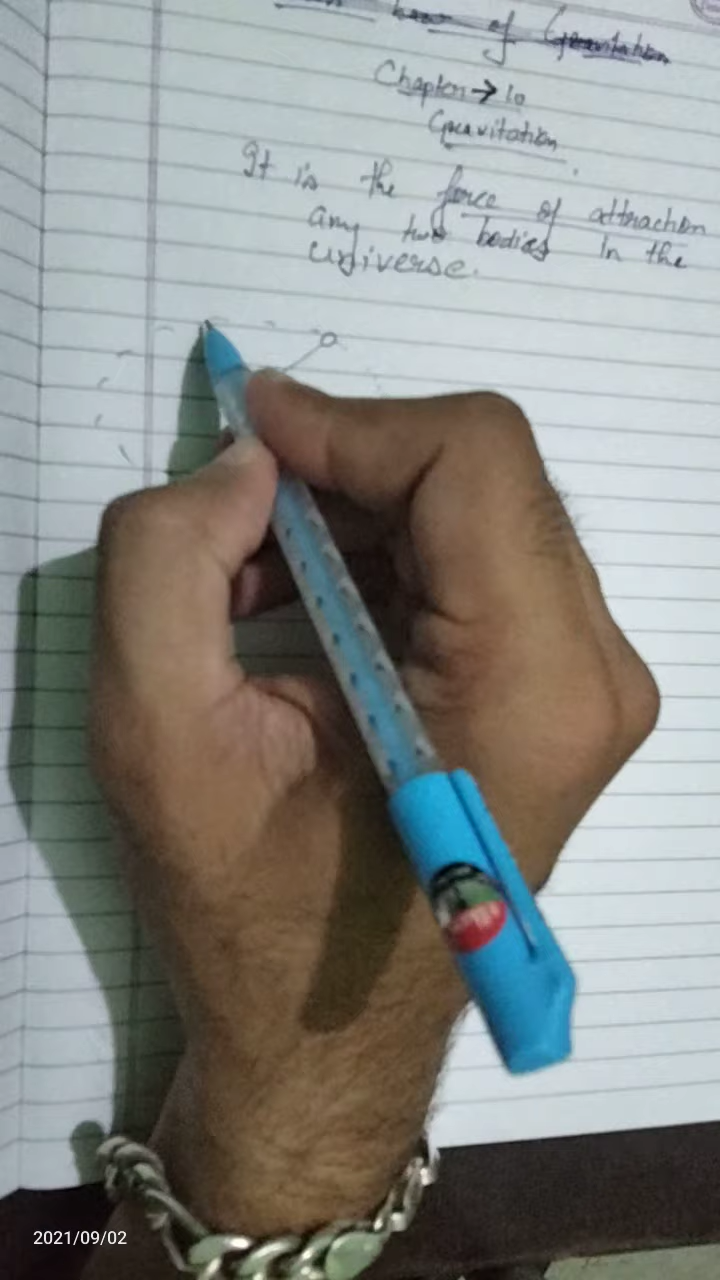 Law of Gravitation
Chapter → 10
Gravitation
It is the force of attraction
any two bodies in the
universe.
2021/09/02